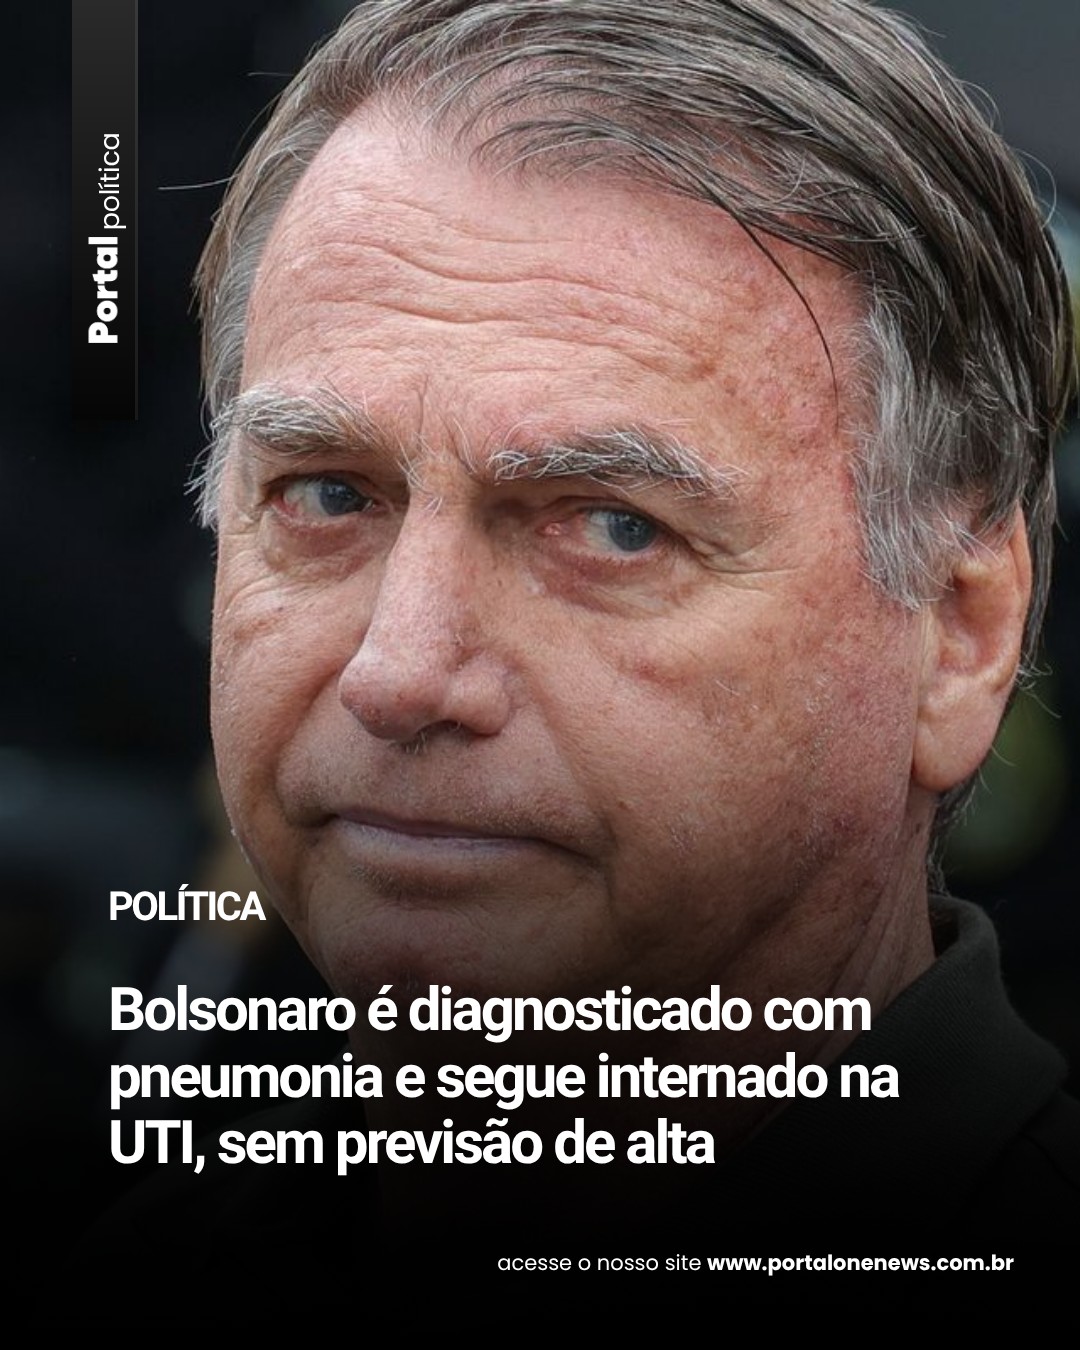 Portal política
POLÍTICA
Bolsonaro é diagnosticado com
pneumonia e segue internado na
UTI, sem previsão de alta
acesse o nosso site www.portalonenews.com.br